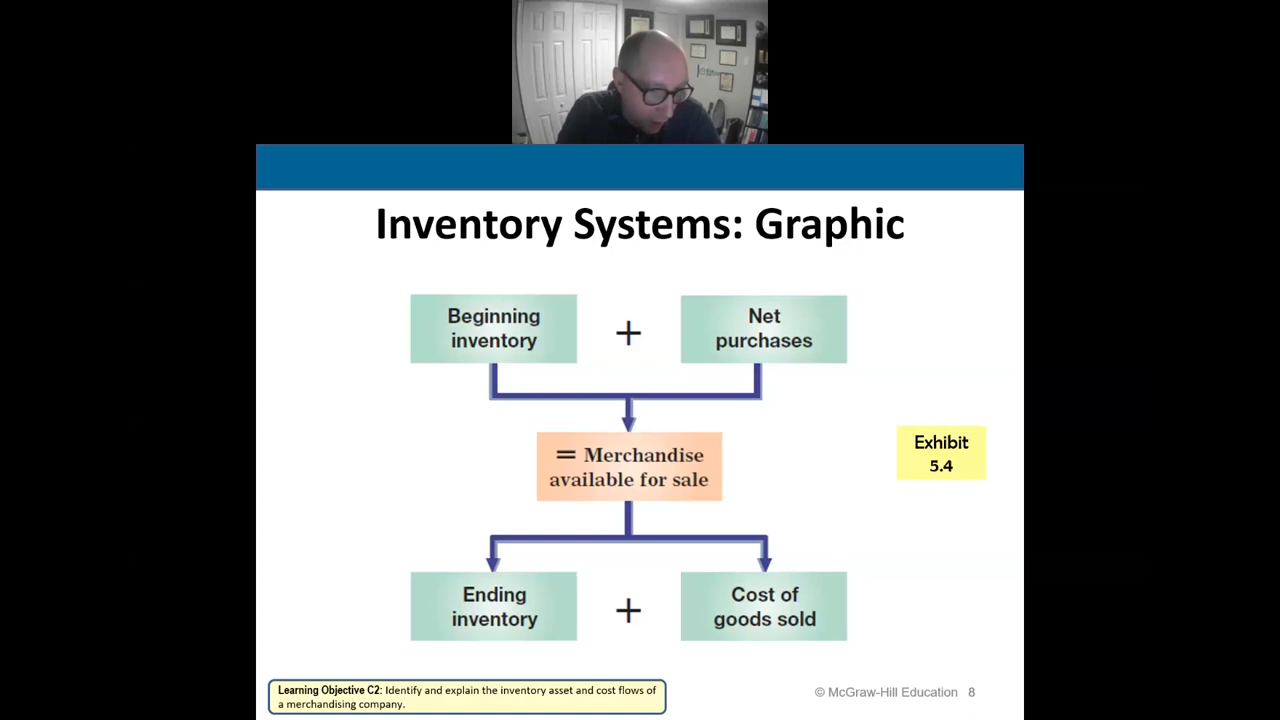 Inventory Systems: Graphic
Beginning
inventory
+
Net
purchases
= Merchandise
available for sale
Exhibit
5.4
Ending
inventory
+
Cost of
goods sold
Learning Objective C2: Identify and explain the inventory asset and cost flows of
a merchandising company.
© McGraw-Hill Education 8